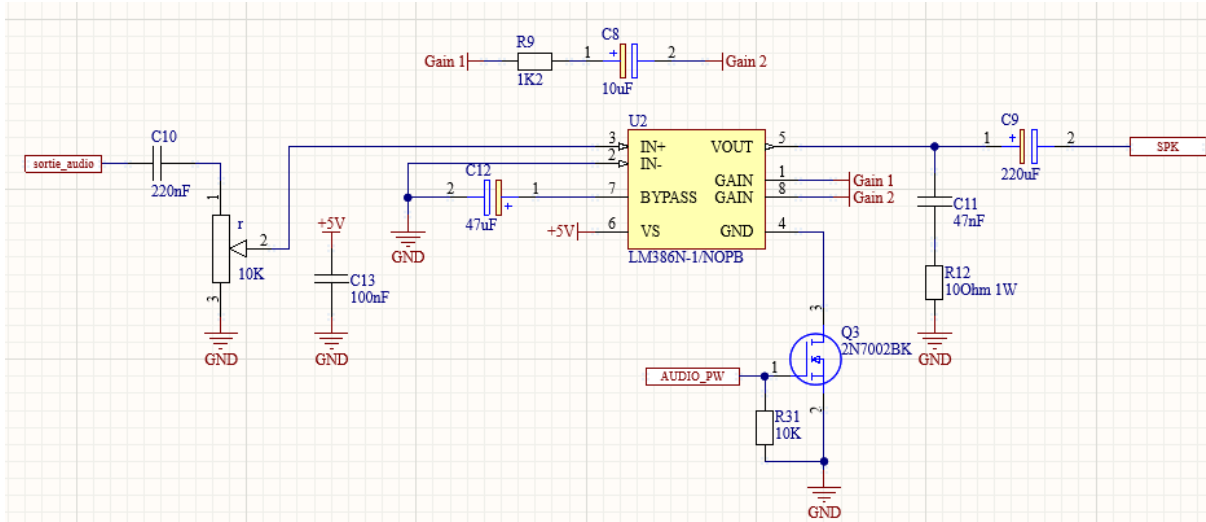 R9
C8
Gain 1
1
2
Gain 2
1K2
10uF
U2
C10
3
IN+
VOUT
5
C9
1
2
sortie_audio
2
IN-
SPK
220nF
C12
GAIN
1
Gain 1
220uF
1
2
1
7
BYPASS
GAIN
8
Gain 2
C11
r
+5V
47uF
47nF
2
+5V
6
VS
GND
4
10K
GND
LM386N-1/NOPB
C13
R12
3
100nF
10Ohm 1W
3
GND
GND
Q3
GND
2N7002BK
AUDIO_PW
1
2
R31
10K
GND